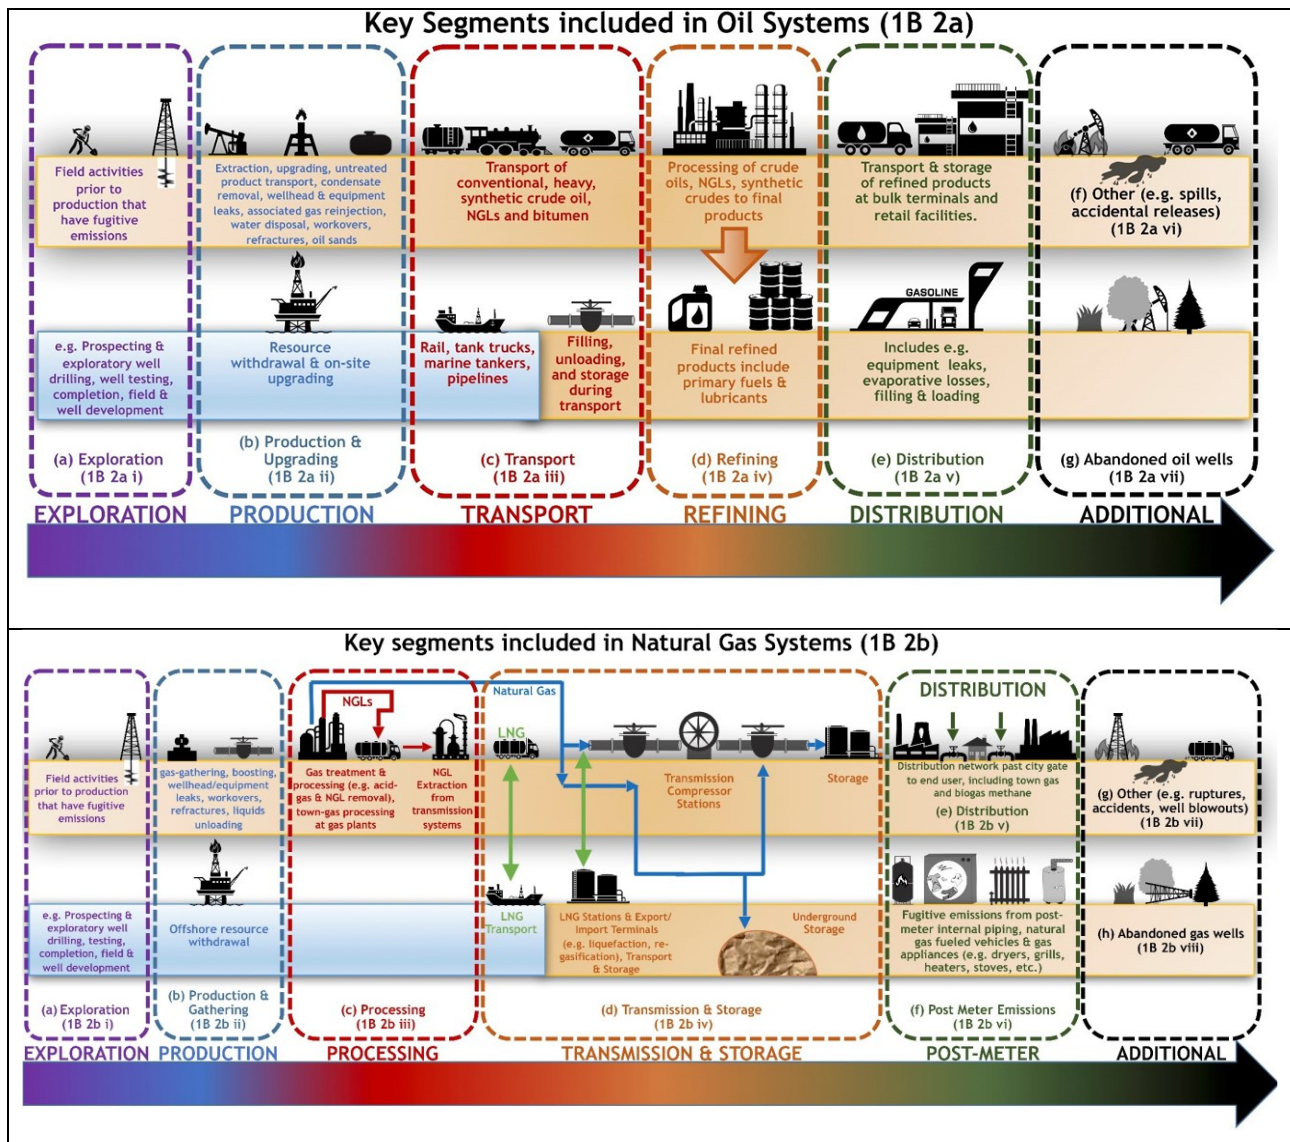 Key Segments included in Oil Systems (1B 2a)
Field activities
prior to
production that
have fugitive
emissions
e.g. Prospecting &
exploratory well
drilling, well testing,
completion, field &
well development
(a) Exploration
(1B 2a i)
Extraction, upgrading, untreated
product transport, condensate
removal, wellhead & equipment
leaks, associated gas reinjection,
water disposal, workovers,
refractures, oil sands
Resource
withdrawal & on-site
upgrading
(b) Production &
Upgrading
(1B 2a ii)
Transport of
conventional, heavy,
synthetic crude oil,
NGLs and bitumen
Rail, tank trucks,
marine tankers,
pipelines
Filling,
unloading,
and storage
during
transport
(c) Transport
(1B 2a iii)
Processing of crude
oils, NGLs, synthetic
crudes to final
products
Final refined
products include
primary fuels &
lubricants
(d) Refining
(1B 2a iv)
Transport & storage
of refined products
at bulk terminals and
retail facilities.
GASOLINE
Includes e.g.
equipment leaks,
evaporative losses,
filling & loading
(e) Distribution
(1B 2a v)
(f) Other (e.g. spills,
accidental releases)
(1B 2a vi)
(g) Abandoned oil wells
(1B 2a vii)
EXPLORATION
PRODUCTION
TRANSPORT
REFINING
DISTRIBUTION
ADDITIONAL
Key segments included in Natural Gas Systems (1B 2b)
Field activities
prior to production
that have fugitive
emissions
e.g. Prospecting &
exploratory well
drilling, testing,
completion, field &
well development
(a) Exploration
(1B 2b i)
gas-gathering, boosting,
wellhead/equipment
leaks, workovers,
refractures, liquids
unloading
Offshore resource
withdrawal
(b) Production &
Gathering
(1B 2b ii)
NGLs
Gas treatment &
processing (e.g. acid-
gas & NGL removal),
town-gas processing
at gas plants
NGL
Extraction
from
transmission
systems
(c) Processing
(1B 2b iii)
Natural Gas
LNG
Transmission
Compressor
Stations
Storage
LNG
Transport
LNG Stations & Export/
Import Terminals
(e.g. liquefaction, re-
gasification), Transport
& Storage
Underground
Storage
(d) Transmission & Storage
(1B 2b iv)
DISTRIBUTION
Distribution network past city gate
to end user, including town gas
and biogas methane
(e) Distribution
(1B 2b v)
Fugitive emissions from post-
meter internal piping, natural
gas fueled vehicles & gas
appliances (e.g. dryers, grills,
heaters, stoves, etc.)
(f) Post Meter Emissions
(1B 2b vi)
(g) Other (e.g. ruptures,
accidents, well blowouts)
(1B 2b vii)
(h) Abandoned gas wells
(1B 2b viii)
EXPLORATION
PRODUCTION
PROCESSING
TRANSMISSION & STORAGE
POST-METER
ADDITIONAL